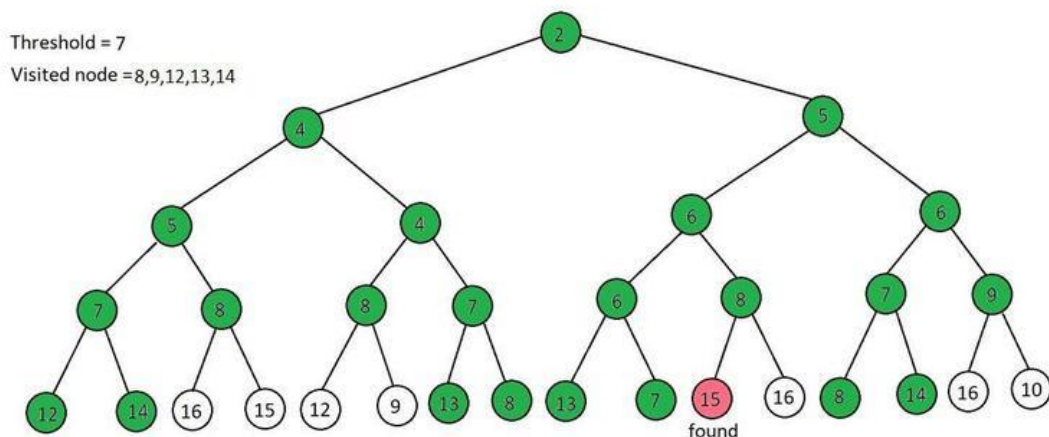 2
Threshold = 7
Visited node =8,9,12,13,14
4 5
5 4 6 6
7 8 8 7 6 8 7 9
12 14 16 15 12 9 13 8 13 7 15 16 8 14 16 10
found